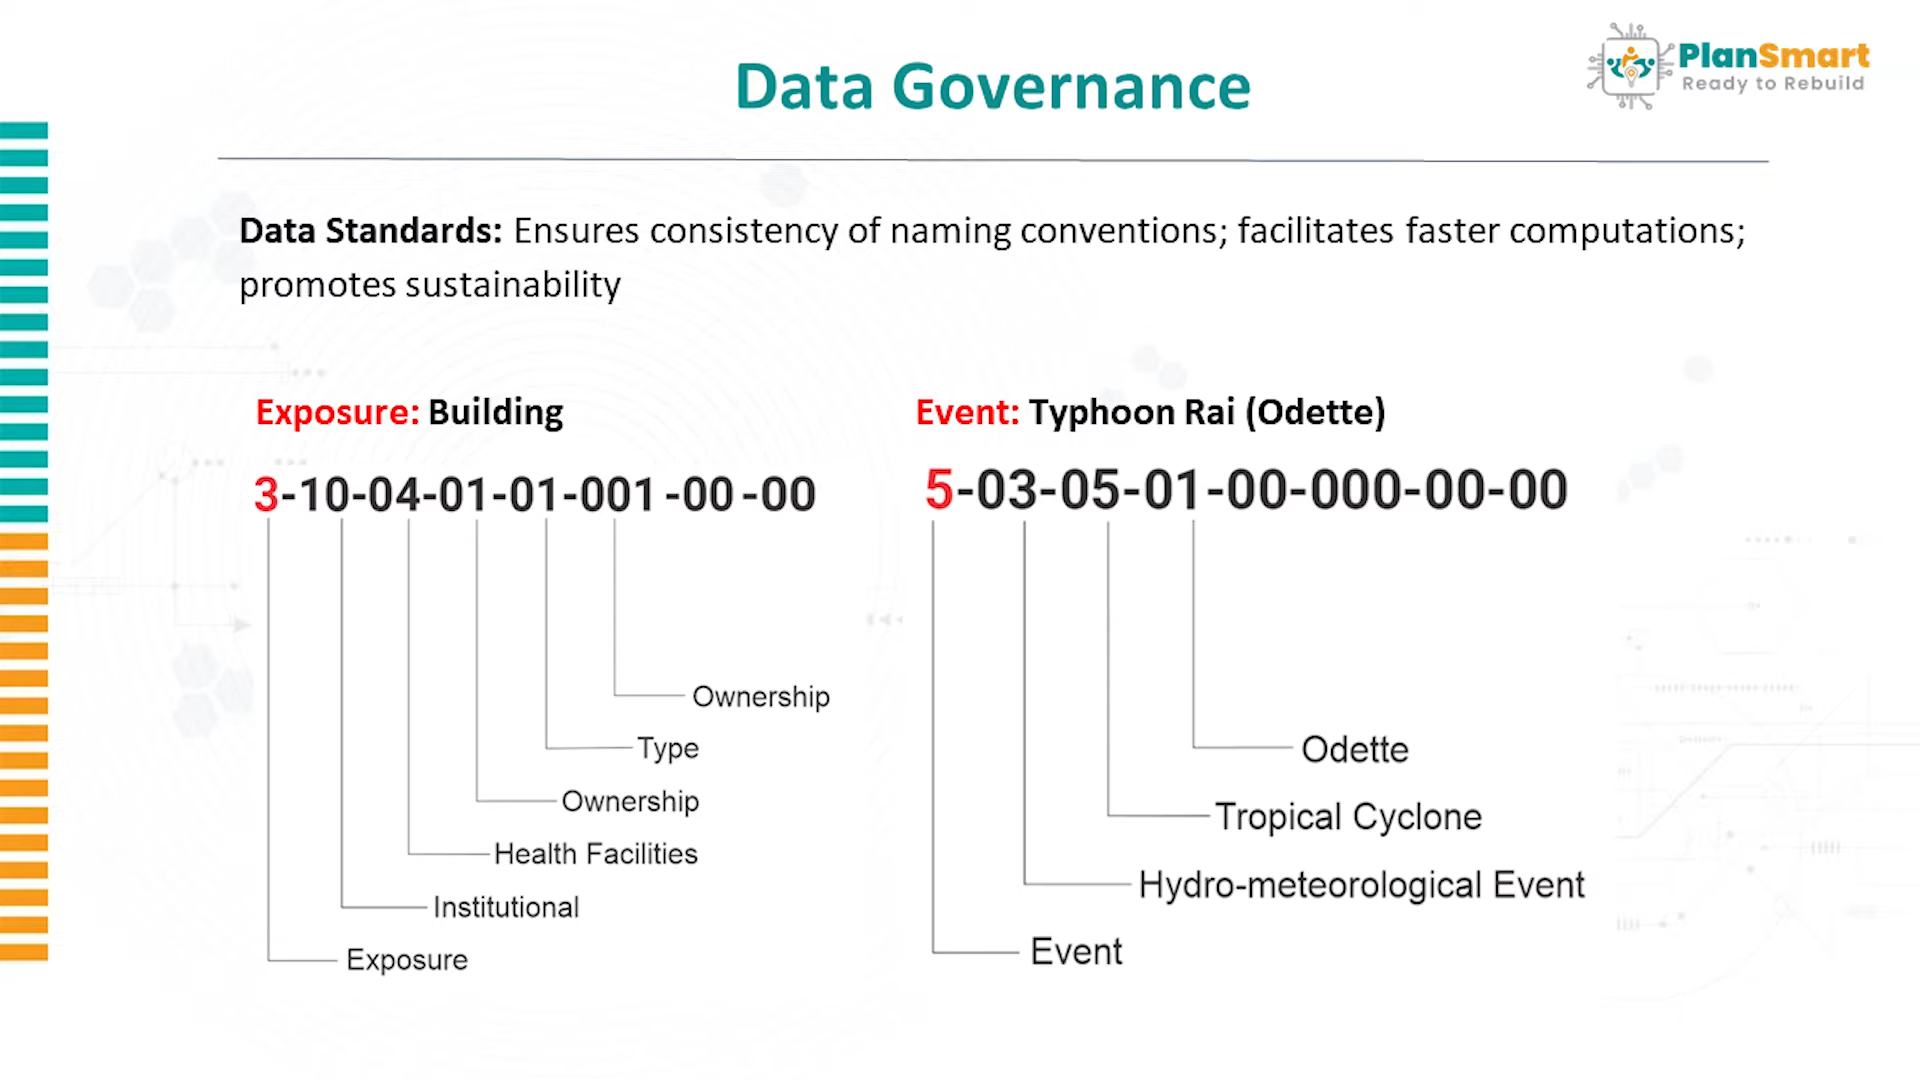 PlanSmart
Ready to Rebuild
Data Governance
Data Standards: Ensures consistency of naming conventions; facilitates faster computations;
promotes sustainability
Exposure: Building
3-10-04-01-01-001-00-00
Ownership
Type
Ownership
Health Facilities
Institutional
Exposure
Event: Typhoon Rai (Odette)
5-03-05-01-00-000-00-00
Odette
Tropical Cyclone
Hydro-meteorological Event
Event